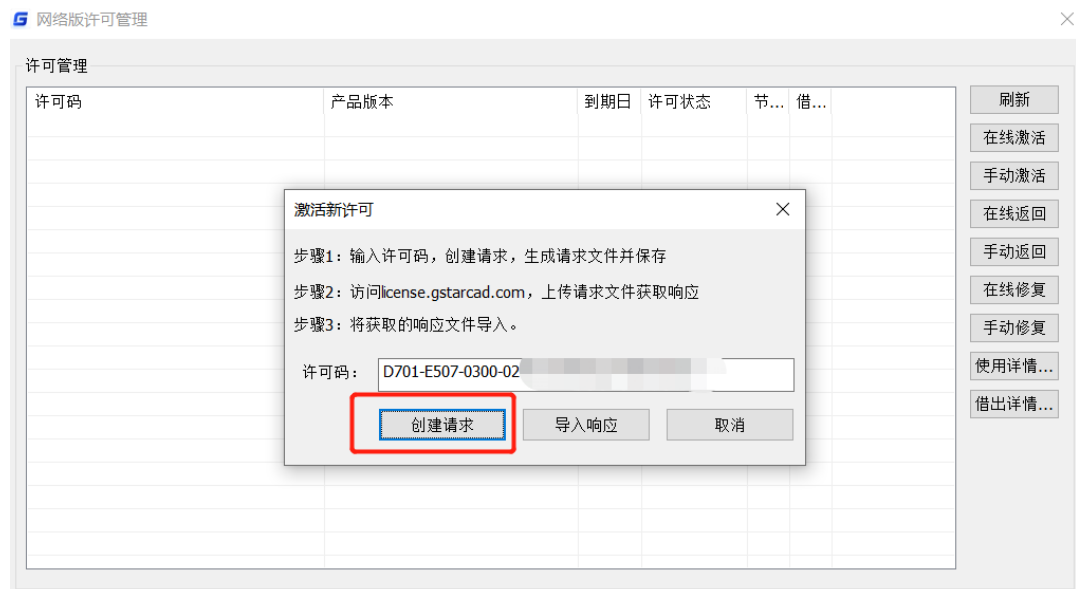 网络版许可管理
许可管理
许可码 产品版本 到期日 许可状态 节... 借...
刷新
在线激活
手动激活
在线返回
手动返回
在线修复
手动修复
使用详情...
借出详情...
激活新许可
步骤1：输入许可码，创建请求，生成请求文件并保存
步骤2：访问license.gstarcad.com，上传请求文件获取响应
步骤3：将获取的响应文件导入。
许可码： D701-E507-0300-02
创建请求 导入响应 取消